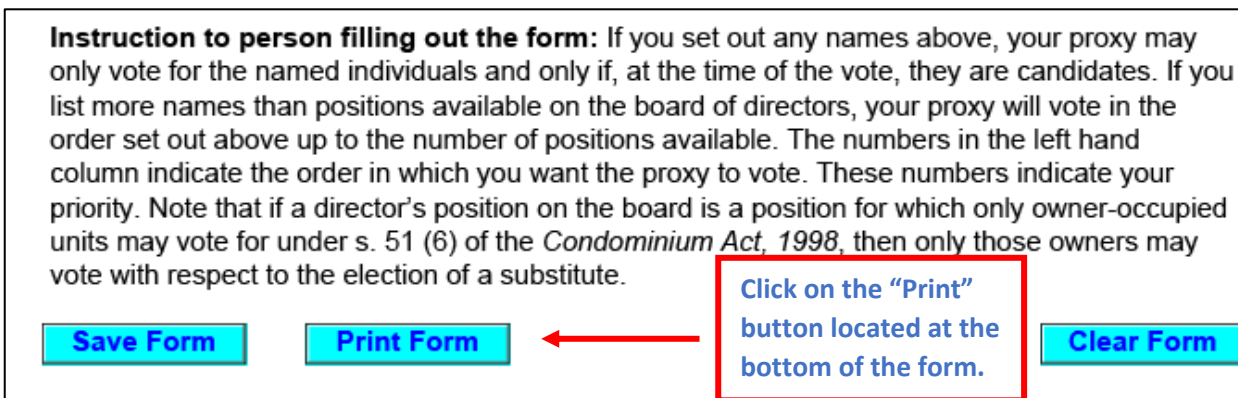 Instruction to person filling out the form: If you set out any names above, your proxy may
only vote for the named individuals and only if, at the time of the vote, they are candidates. If you
list more names than positions available on the board of directors, your proxy will vote in the
order set out above up to the number of positions available. The numbers in the left hand
column indicate the order in which you want the proxy to vote. These numbers indicate your
priority. Note that if a director's position on the board is a position for which only owner-occupied
units may vote for under s. 51 (6) of the Condominium Act, 1998, then only those owners may
vote with respect to the election of a substitute.
Save Form
Print Form
Click on the “Print”
button located at the
bottom of the form.
Clear Form